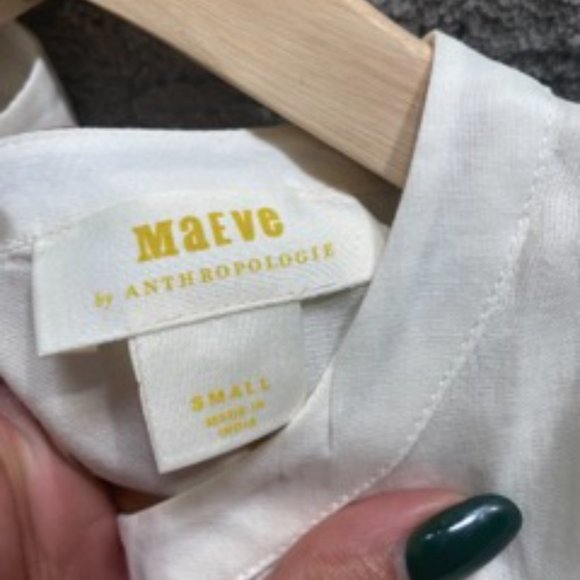 MaEve
by ANTHROPOLOGIE
SMALL
MADE IN
INDIA